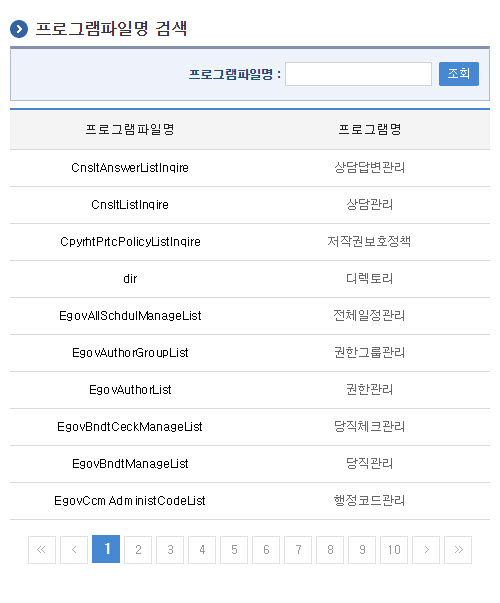 프로그램파일명 검색
프로그램파일명 : 조회
프로그램파일명 프로그램명
CnsltAnswerListInqire 상담답변관리
CnsltListInqire 상담관리
CpyrhtPrtcPolicyListInqire 저작권보호정책
dir 디렉토리
EgovAllSchdulManageList 전체일정관리
EgovAuthorGroupList 권한그룹관리
EgovAuthorList 권한관리
EgovBndtCeckManageList 당직체크관리
EgovBndtManageList 당직관리
EgovCcmAdministCodeList 행정코드관리
« < 1 2 3 4 5 6 7 8 9 10 > »